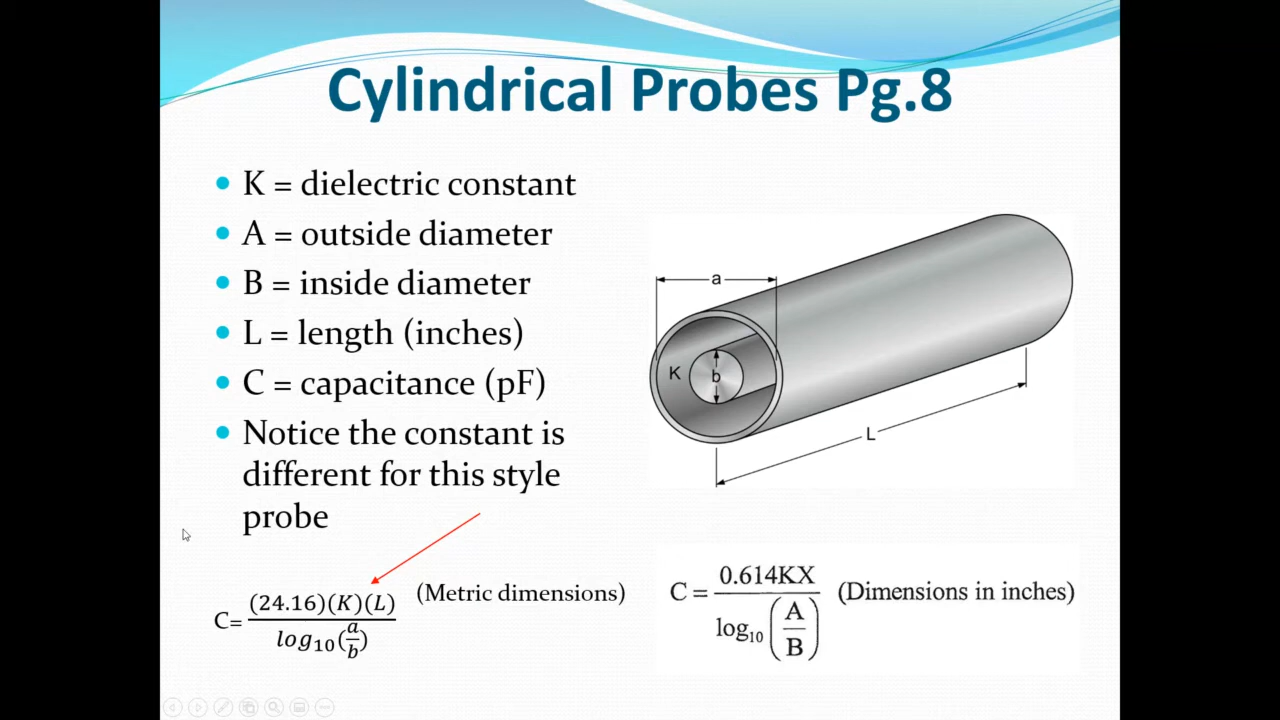 Cylindrical Probes Pg.8
K = dielectric constant
A = outside diameter
B = inside diameter
L = length (inches)
C = capacitance (pF)
Notice the constant is
different for this style
probe
a
K
b
L
C= (24.16)(K)(L) / log₁₀(a/b) (Metric dimensions)
C = 0.614KX / log₁₀(A/B) (Dimensions in inches)